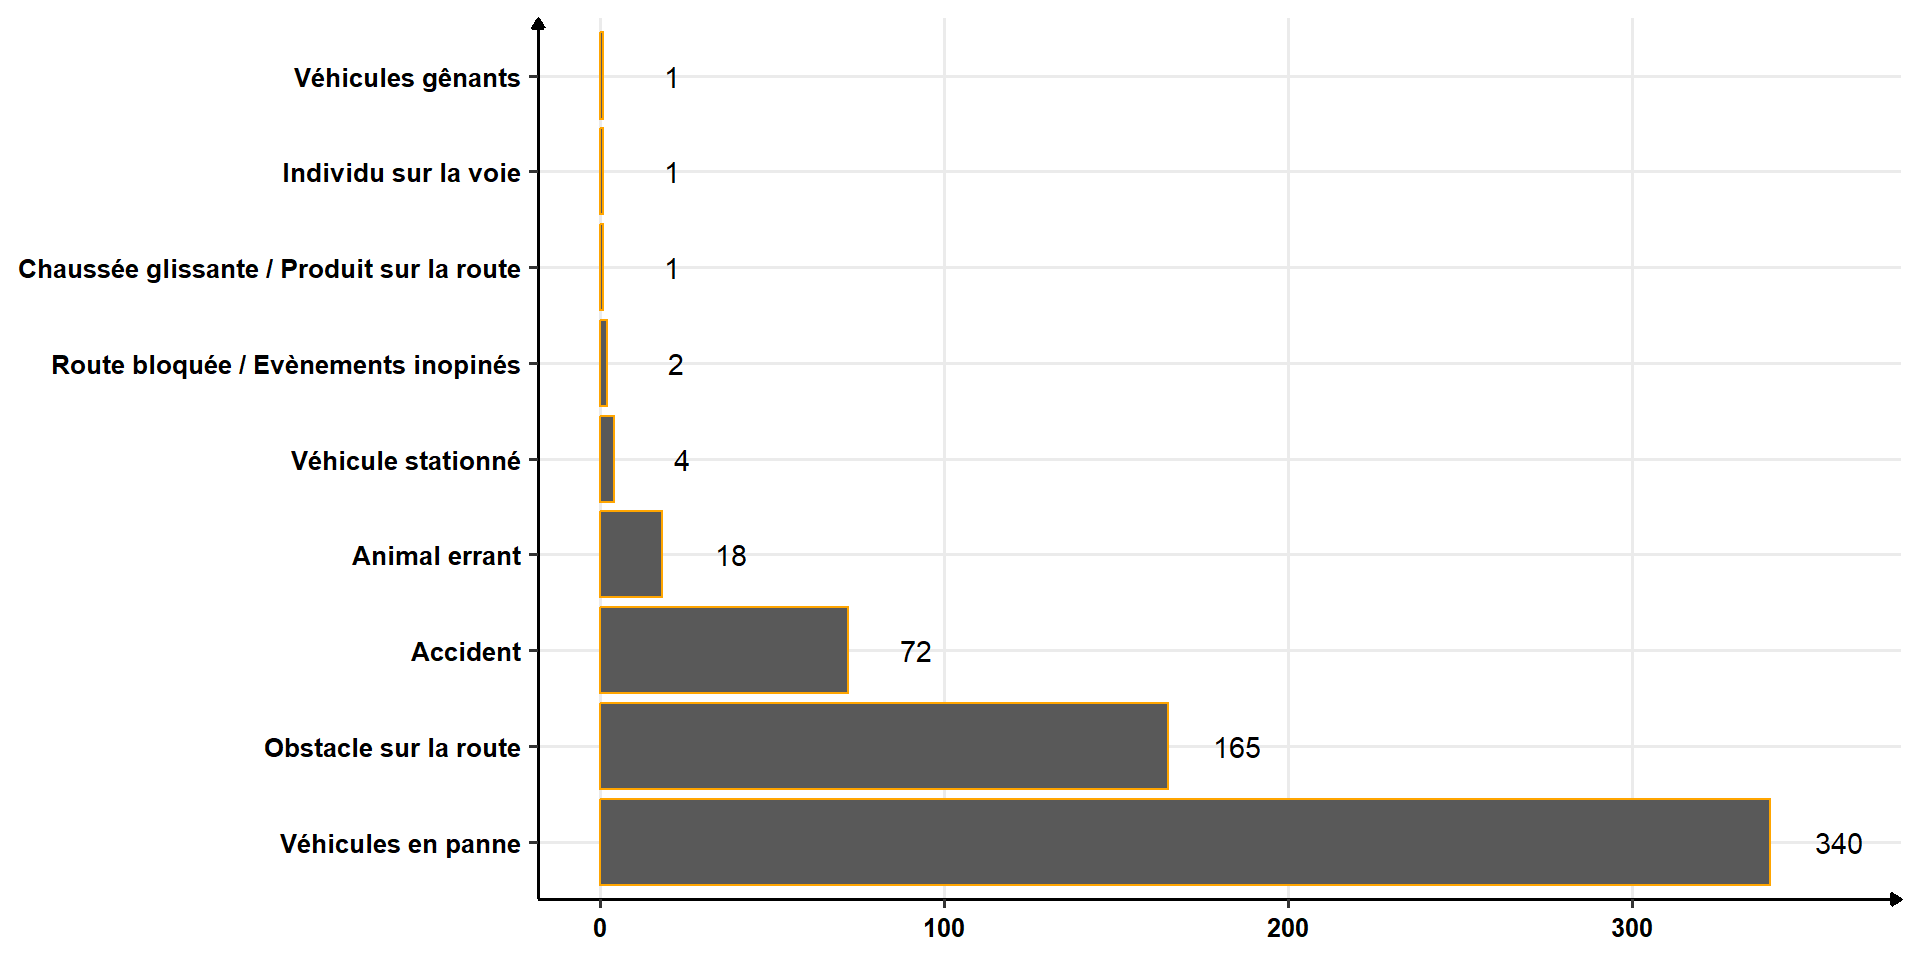 Véhicules gênants 1
Individu sur la voie 1
Chaussée glissante / Produit sur la route 1
Route bloquée / Evènements inopinés 2
Véhicule stationné 4
Animal errant 18
Accident 72
Obstacle sur la route 165
Véhicules en panne 340
0 100 200 300